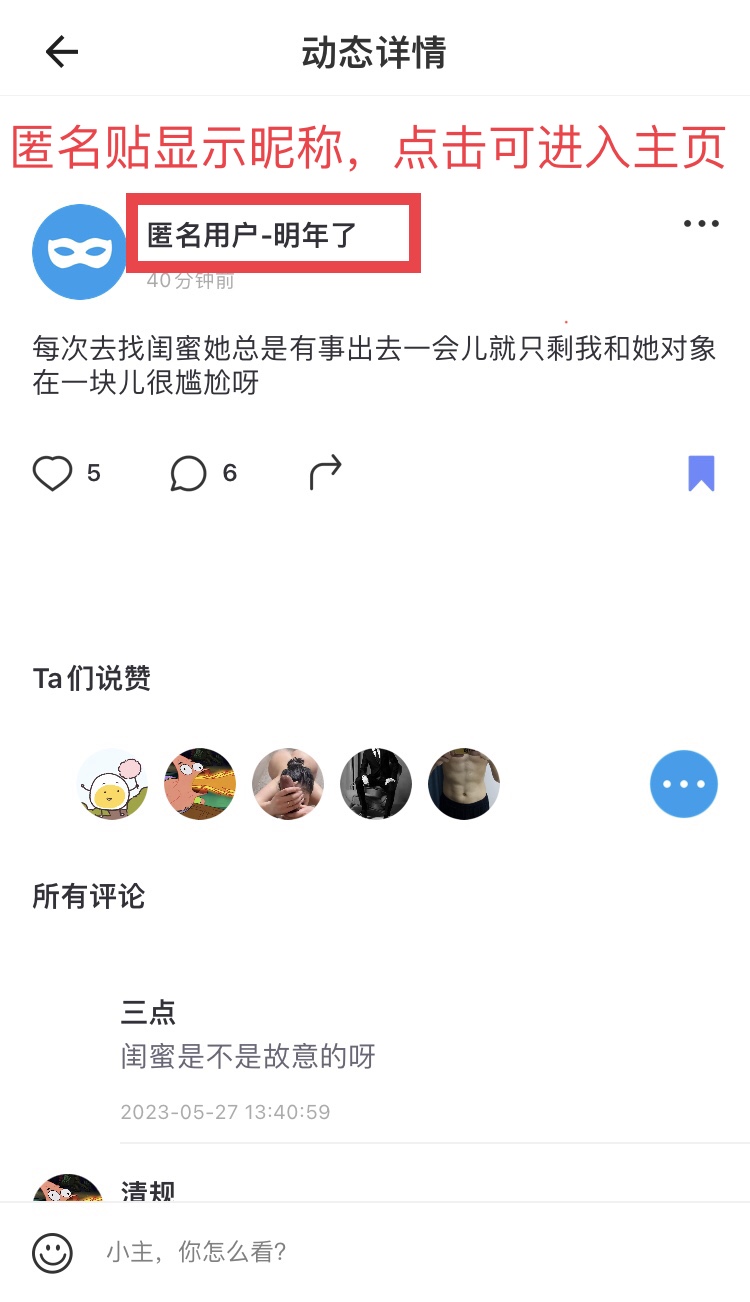 动态详情
匿名贴显示昵称，点击可进入主页
匿名用户-明年了
40分钟前
每次去找闺蜜她总是有事出去一会儿就只剩我和她对象
在一块儿很尴尬呀
5
6
Ta们说赞
所有评论
三点
闺蜜是不是故意的呀
2023-05-27 13:40:59
清规
小主，你怎么看?